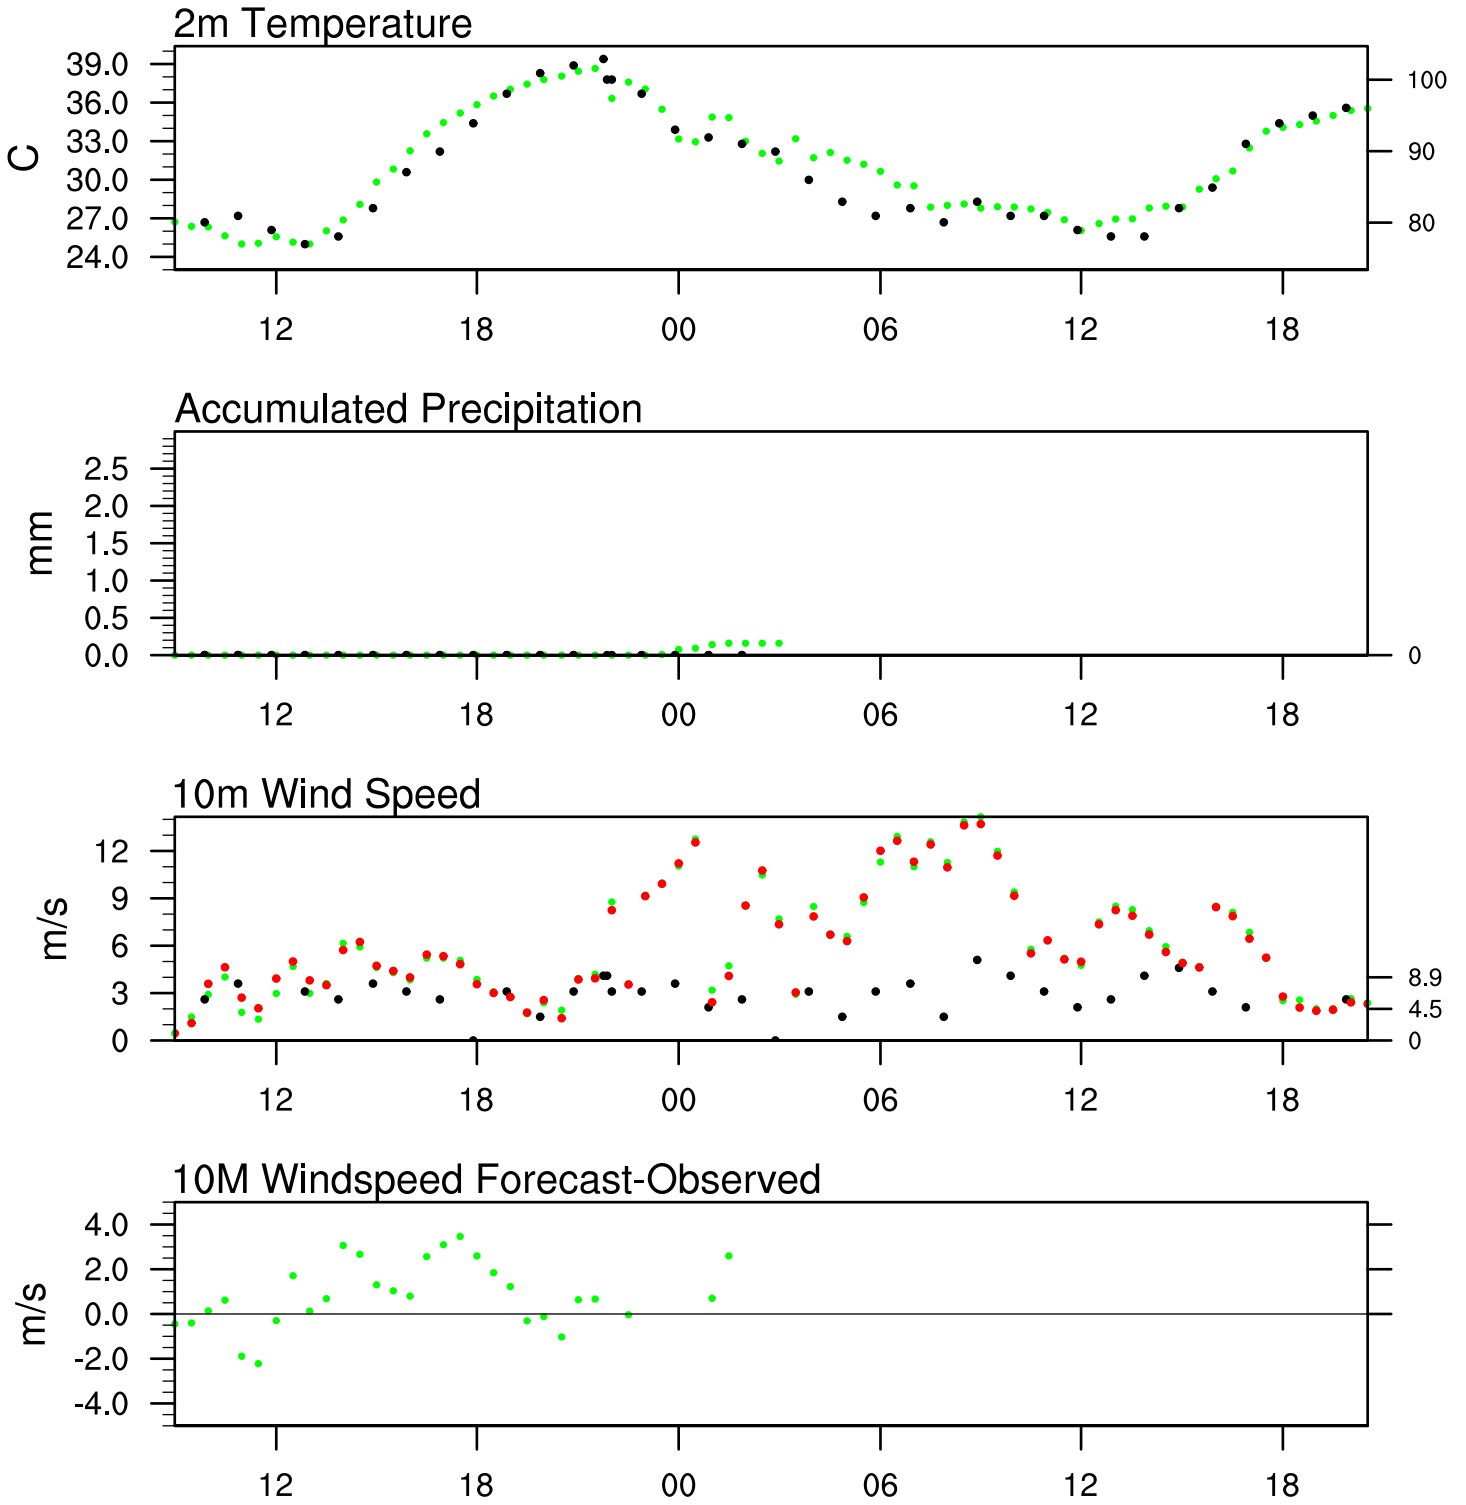 2m Temperature
39.0
36.0
33.0
30.0
27.0
24.0
C
100
90
80
12 18 00 06 12 18
Accumulated Precipitation
2.5
2.0
1.5
1.0
0.5
0.0
mm
0
12 18 00 06 12 18
10m Wind Speed
12
9
6
3
0
m/s
8.9
4.5
0
12 18 00 06 12 18
10M Windspeed Forecast-Observed
4.0
2.0
0.0
-2.0
-4.0
m/s
12 18 00 06 12 18